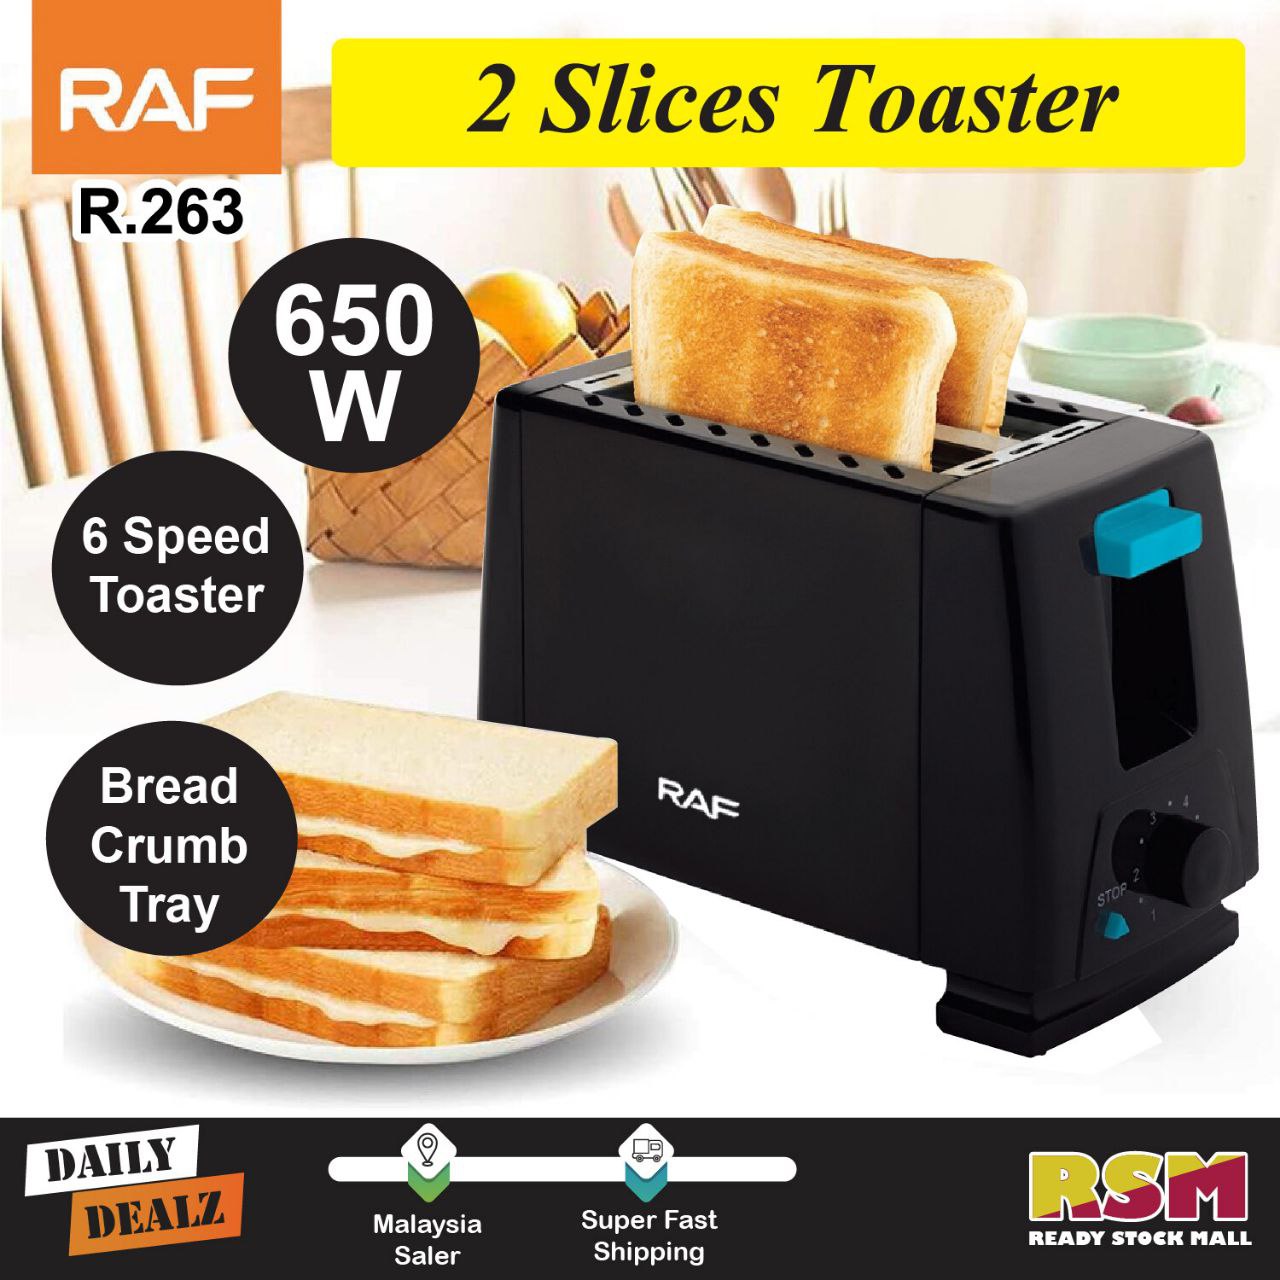 RAF
2 Slices Toaster
R.263
650
W
6 Speed
Toaster
Bread
Crumb
Tray
RAF
4
3
2
STOP
1
DAILY
DEALZ
Malaysia
Saler
Super Fast
Shipping
RSM
READY STOCK MALL